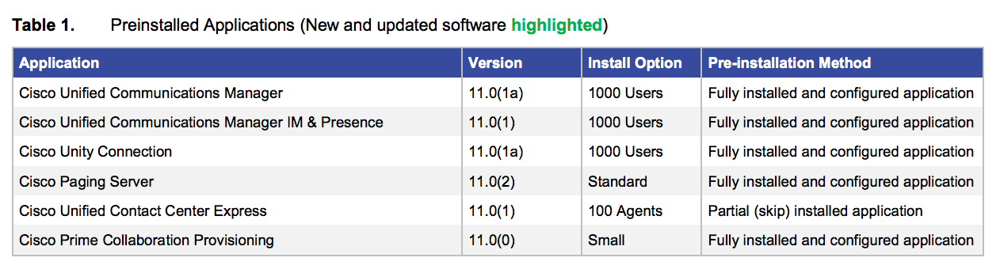 Table 1. Preinstalled Applications (New and updated software highlighted)
Application Version Install Option Pre-installation Method
Cisco Unified Communications Manager 11.0(1a) 1000 Users Fully installed and configured application
Cisco Unified Communications Manager IM & Presence 11.0(1) 1000 Users Fully installed and configured application
Cisco Unity Connection 11.0(1a) 1000 Users Fully installed and configured application
Cisco Paging Server 11.0(2) Standard Fully installed and configured application
Cisco Unified Contact Center Express 11.0(1) 100 Agents Partial (skip) installed application
Cisco Prime Collaboration Provisioning 11.0(0) Small Fully installed and configured application